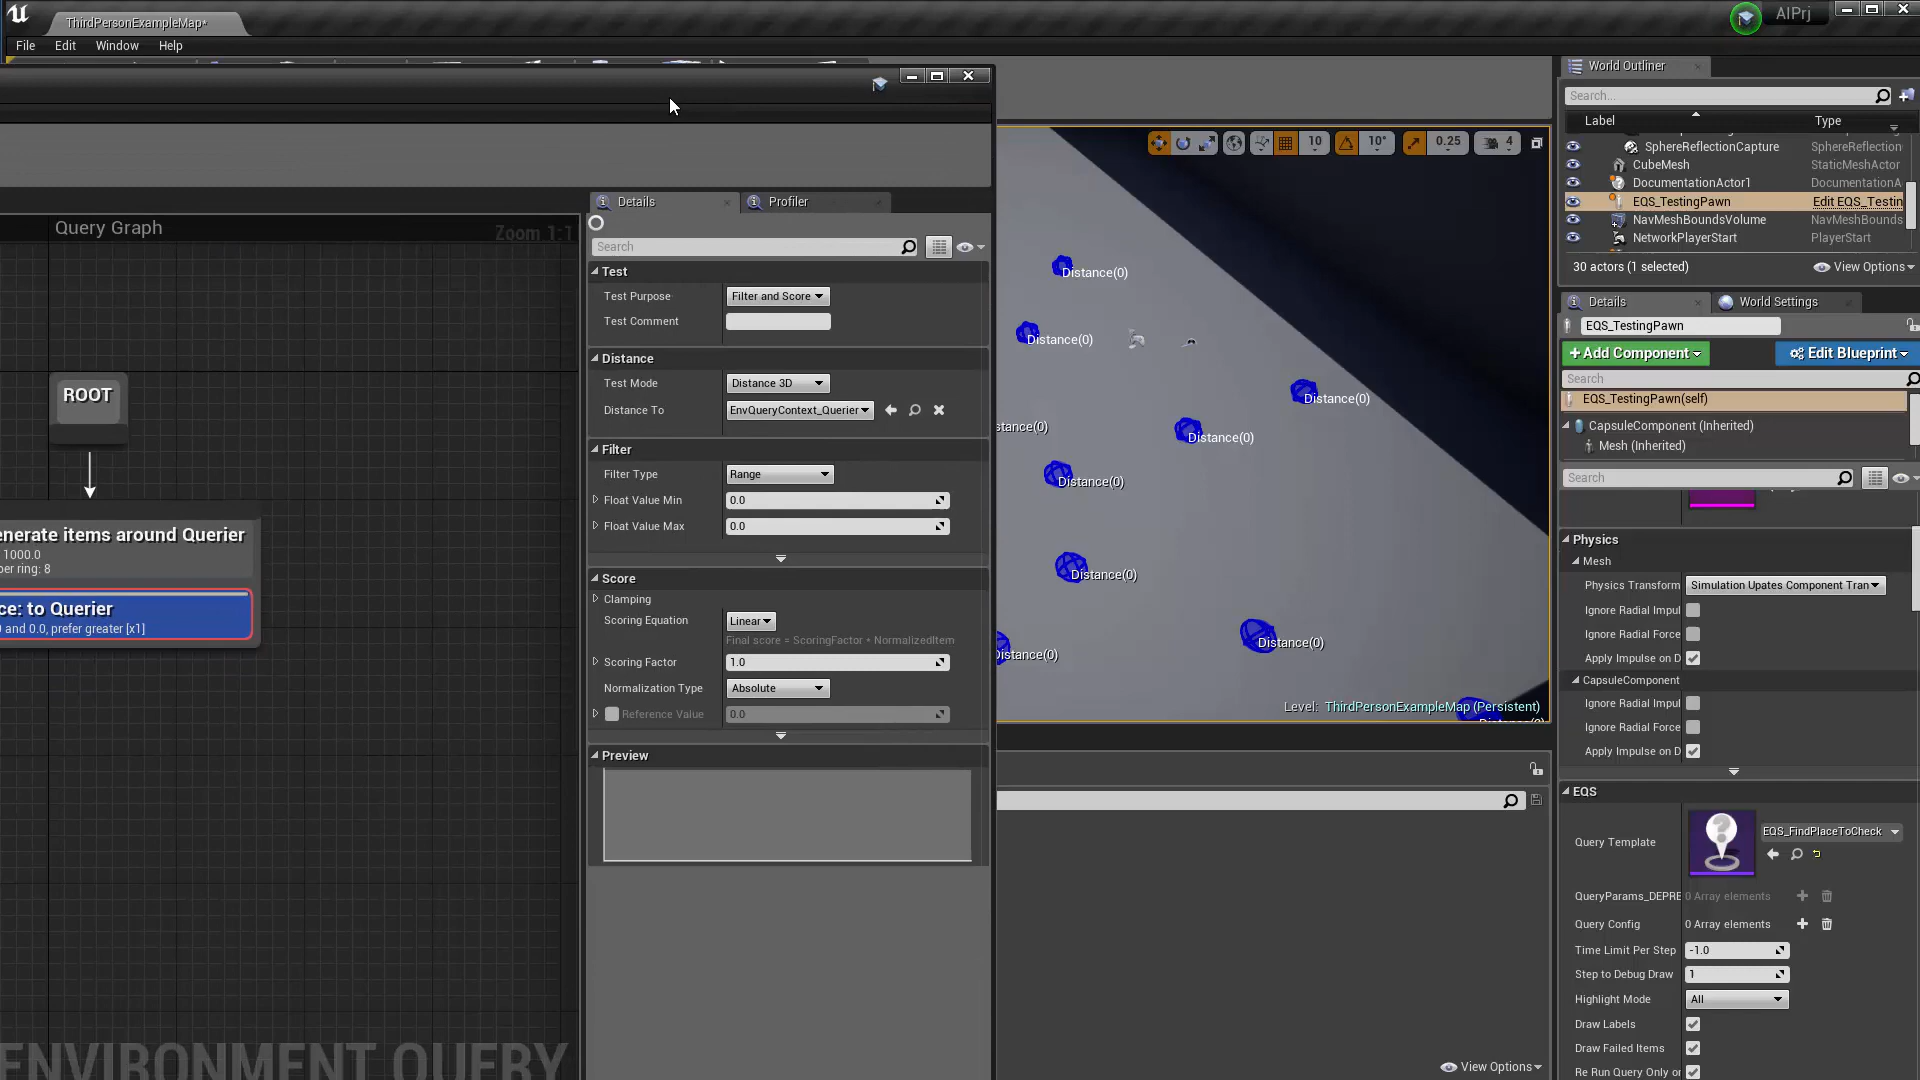 ThirdPersonExampleMap*
AIPrj
File Edit Window Help
World Outliner
Search...
Label Type
SphereReflectionCapture SphereReflection
CubeMesh StaticMeshActor
DocumentationActor1 DocumentationA
EQS_TestingPawn Edit EQS_Testin
NavMeshBoundsVolume NavMeshBounds
NetworkPlayerStart PlayerStart
30 actors (1 selected) View Options
Details World Settings
EQS_TestingPawn
+Add Component Edit Blueprint
Search
EQS_TestingPawn(self)
CapsuleComponent (Inherited)
Mesh (Inherited)
Search
Physics
Mesh
Physics Transform Simulation Upates Component Tran
Ignore Radial Impul
Ignore Radial Force
Apply Impulse on D
CapsuleComponent
Ignore Radial Impul
Ignore Radial Force
Apply Impulse on D
EQS
Query Template EQS_FindPlaceToCheck
QueryParams_DEPRE 0 Array elements
Query Config 0 Array elements
Time Limit Per Step -1.0
Step to Debug Draw 1
Highlight Mode All
Draw Labels
Draw Failed Items
Re Run Query Only or
Query Graph
Zoom 1:1
ROOT
enerate items around Querier
1000.0
per ring: 8
ce: to Querier
0 and 0.0, prefer greater [x1]
ENVIRONMENT QUERY
Details Profiler
Search
Test
Test Purpose Filter and Score
Test Comment
Distance
Test Mode Distance 3D
Distance To EnvQueryContext_Querier
Filter
Filter Type Range
Float Value Min 0.0
Float Value Max 0.0
Score
Clamping
Scoring Equation Linear
Final score = ScoringFactor * NormalizedItem
Scoring Factor 1.0
Normalization Type Absolute
Reference Value 0.0
Preview
10 10° 0.25 4
Distance(0)
Distance(0)
Distance(0)
stance(0)
Distance(0)
Distance(0)
Distance(0)
Distance(0)
Distance(0)
Level: ThirdPersonExampleMap (Persistent)
Distance(0)
View Options